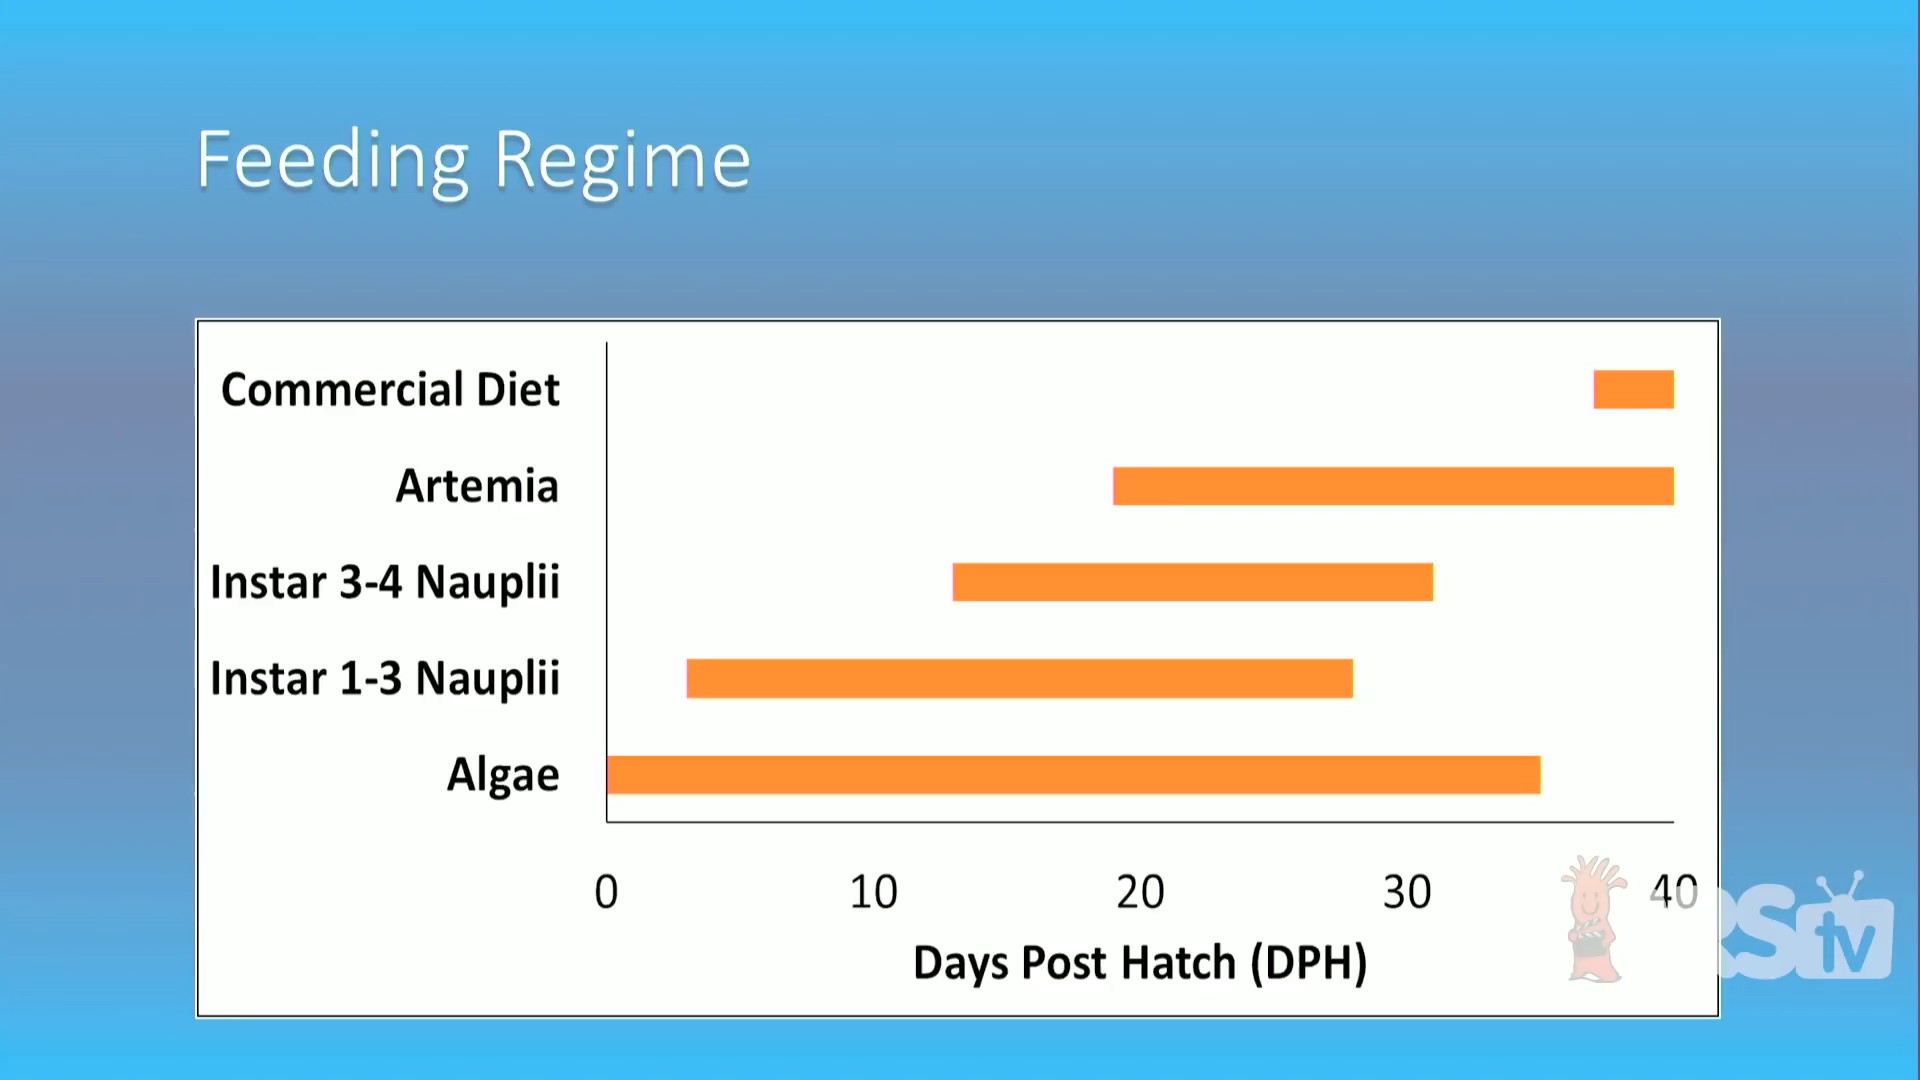 Feeding Regime
Commercial Diet
Artemia
Instar 3-4 Nauplii
Instar 1-3 Nauplii
Algae
0 10 20 30 40
Days Post Hatch (DPH)
RStv